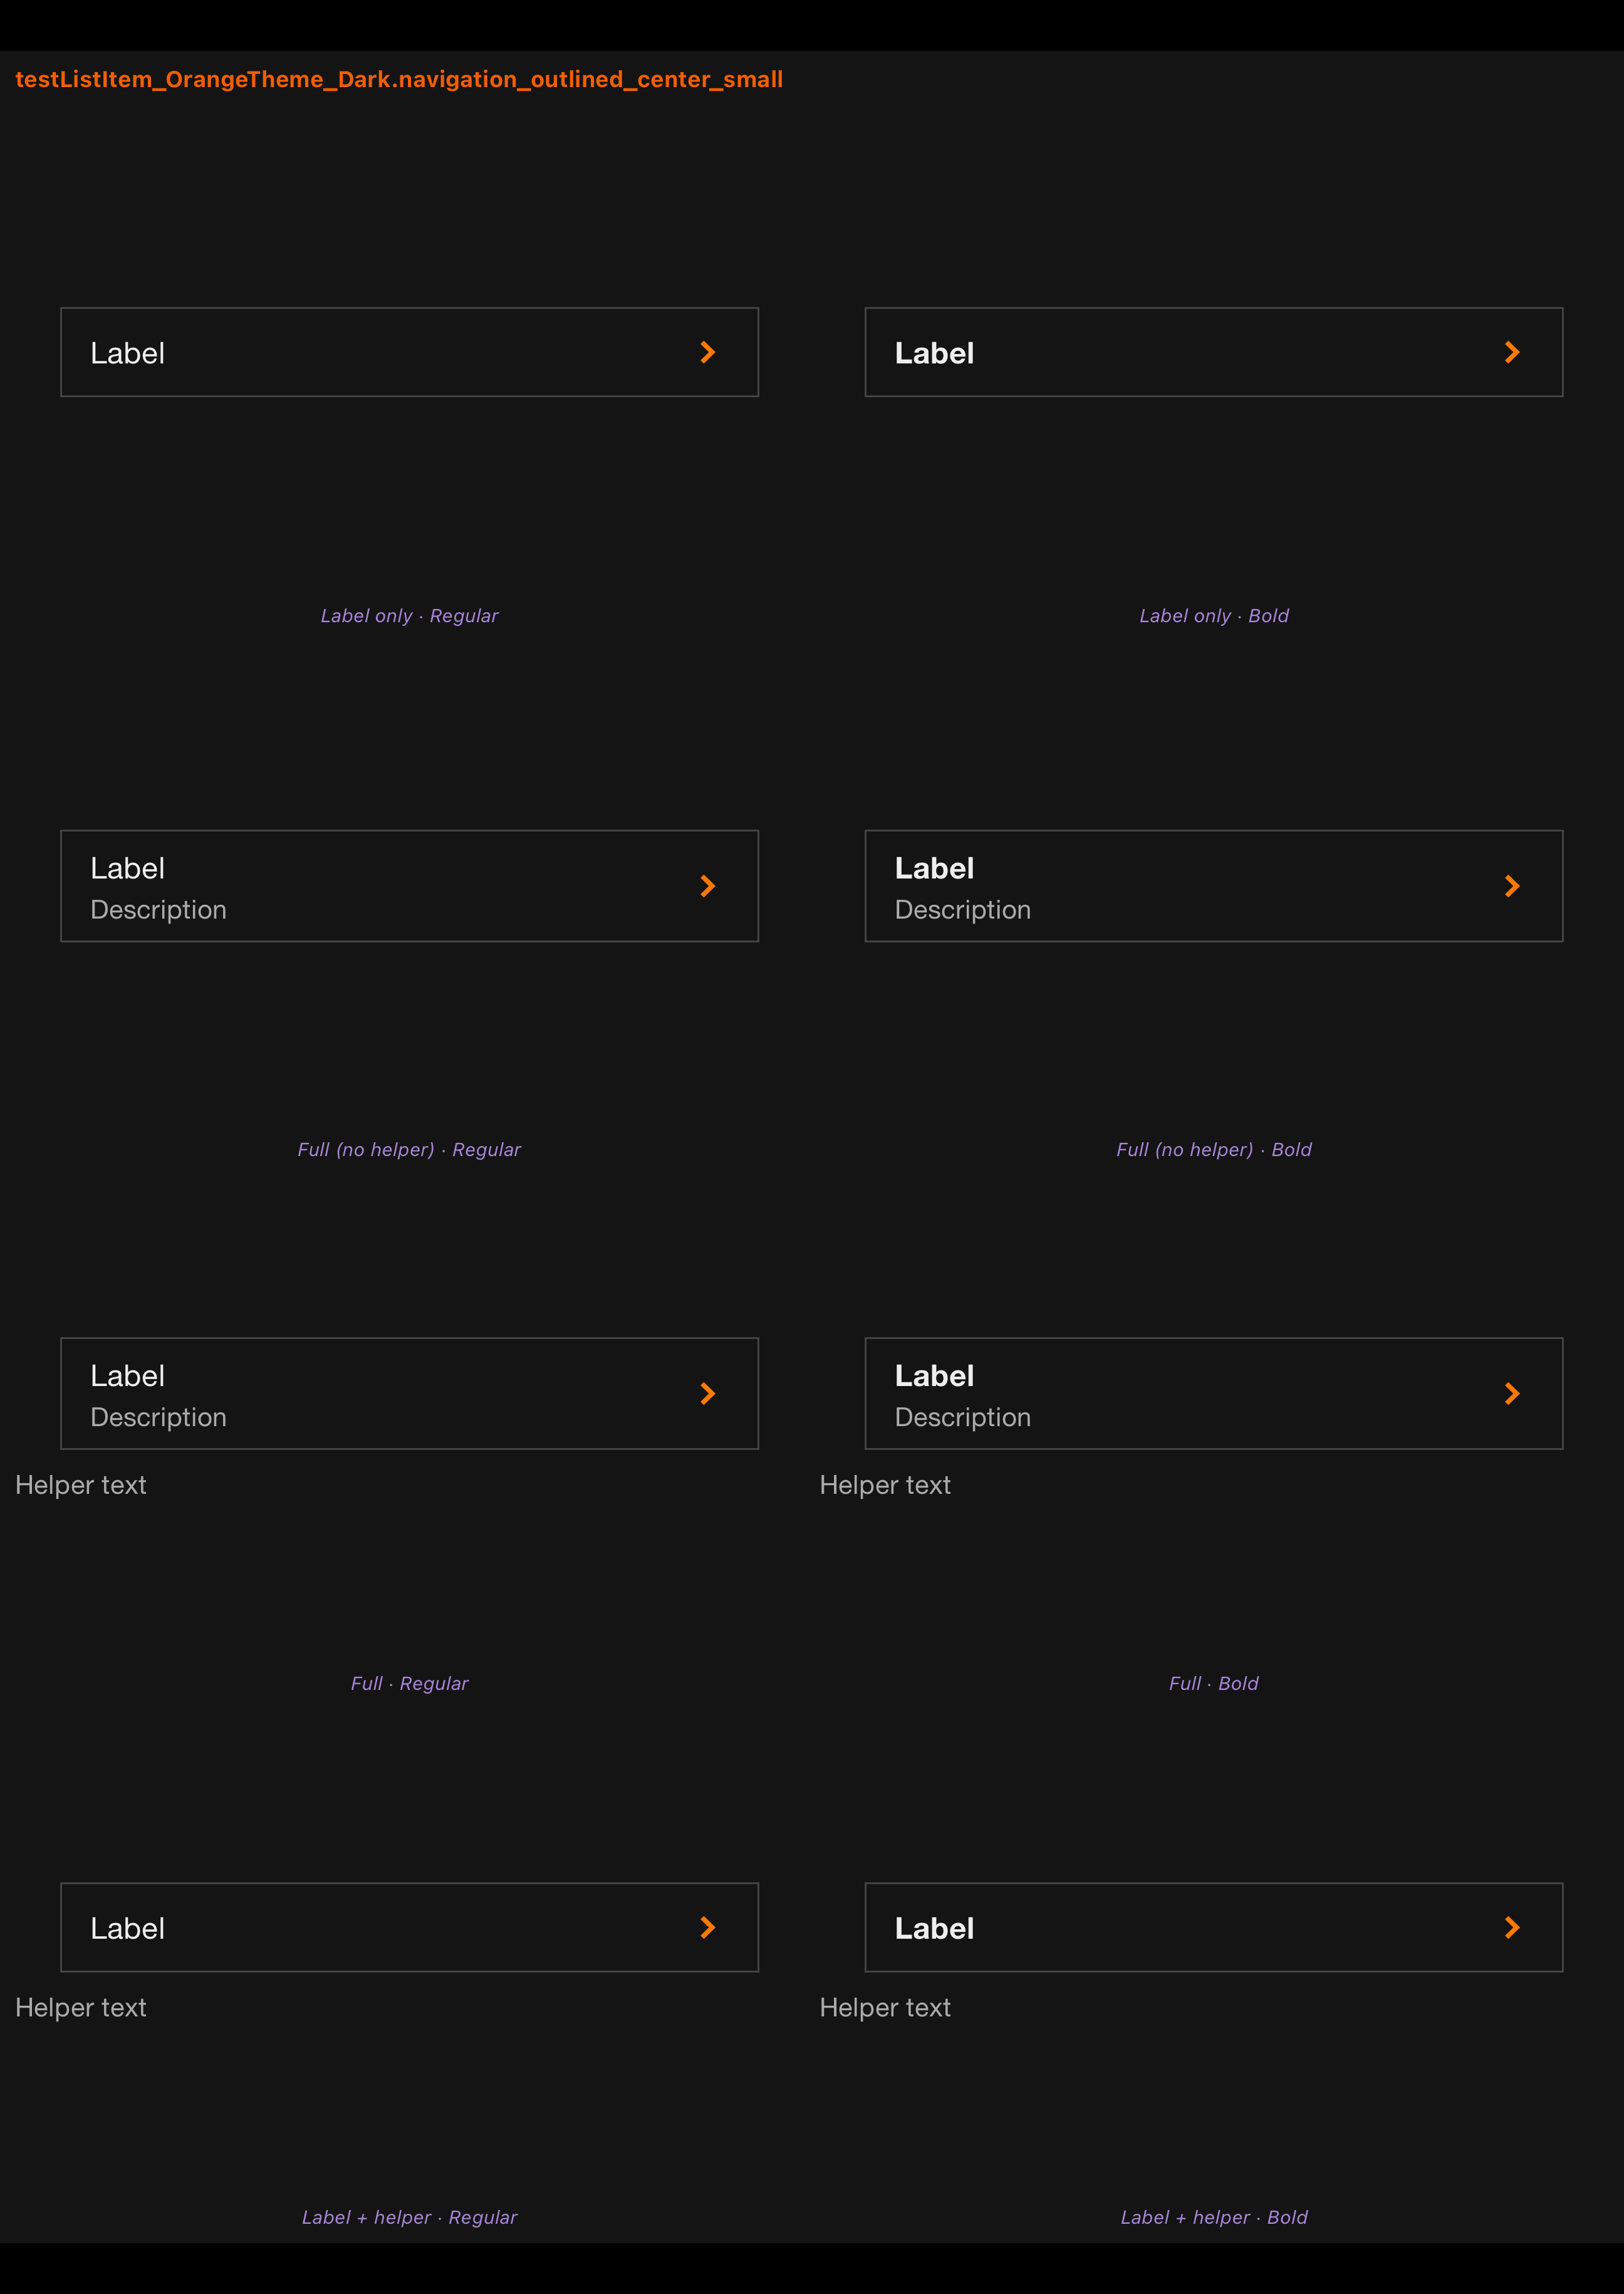 testListItem_OrangeTheme_Dark.navigation_outlined_center_small
Label
Label
Label only · Regular
Label only · Bold
Label
Description
Label
Description
Full (no helper) · Regular
Full (no helper) · Bold
Label
Description
Helper text
Label
Description
Helper text
Full · Regular
Full · Bold
Label
Helper text
Label
Helper text
Label + helper · Regular
Label + helper · Bold